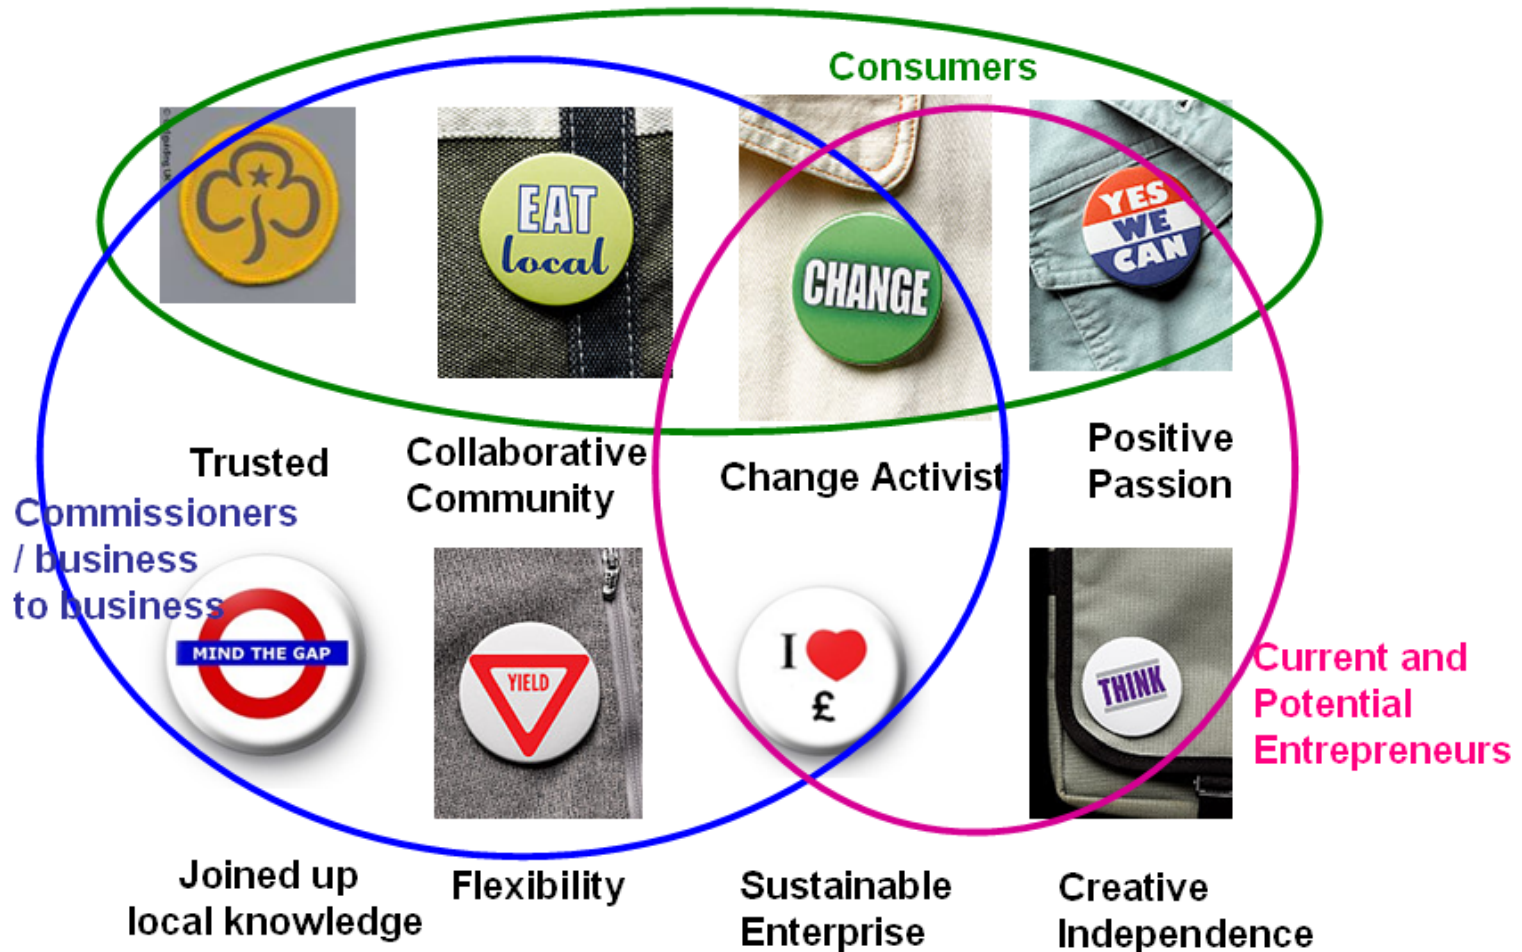 Consumers
EAT
local
CHANGE
YES
WE
CAN
Trusted
Collaborative
Community
Change Activist
Positive
Passion
Commissioners
/ business
to business
MIND THE GAP
YIELD
I
£
THINK
Current and
Potential
Entrepreneurs
Joined up
local knowledge
Flexibility
Sustainable
Enterprise
Creative
Independence